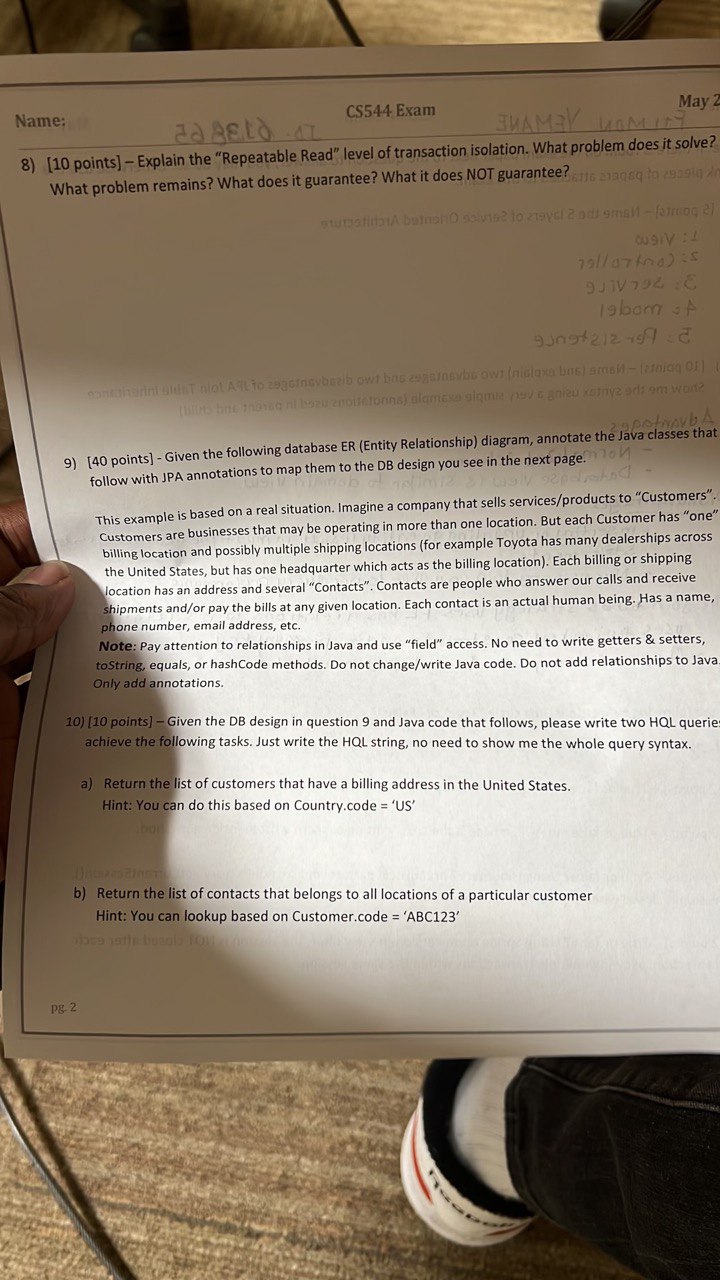 Name:
CS544 Exam
May 2
8) [10 points] – Explain the “Repeatable Read” level of transaction isolation. What problem does it solve?
What problem remains? What does it guarantee? What it does NOT guarantee?
9) [40 points] - Given the following database ER (Entity Relationship) diagram, annotate the Java classes that
follow with JPA annotations to map them to the DB design you see in the next page.
This example is based on a real situation. Imagine a company that sells services/products to “Customers”.
Customers are businesses that may be operating in more than one location. But each Customer has “one”
billing location and possibly multiple shipping locations (for example Toyota has many dealerships across
the United States, but has one headquarter which acts as the billing location). Each billing or shipping
location has an address and several “Contacts”. Contacts are people who answer our calls and receive
shipments and/or pay the bills at any given location. Each contact is an actual human being. Has a name,
phone number, email address, etc.
Note: Pay attention to relationships in Java and use “field” access. No need to write getters & setters,
toString, equals, or hashCode methods. Do not change/write Java code. Do not add relationships to Java.
Only add annotations.
10) [10 points] – Given the DB design in question 9 and Java code that follows, please write two HQL querie
achieve the following tasks. Just write the HQL string, no need to show me the whole query syntax.
a) Return the list of customers that have a billing address in the United States.
Hint: You can do this based on Country.code = ‘US’
b) Return the list of contacts that belongs to all locations of a particular customer
Hint: You can lookup based on Customer.code = ‘ABC123’
pg. 2